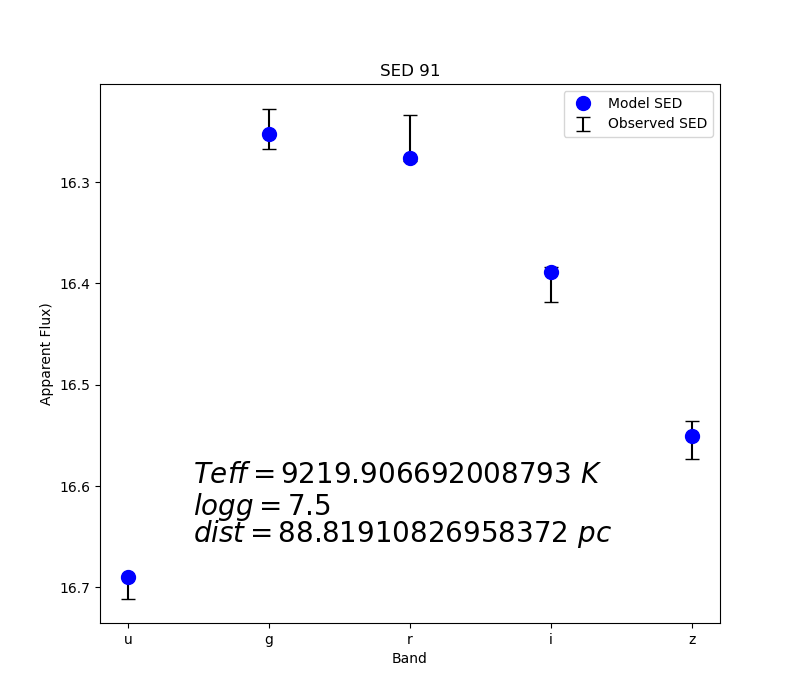 SED 91
Model SED
Observed SED
Apparent Flux)
16.3
16.4
16.5
16.6
16.7
Teff = 9219.906692008793 K
logg = 7.5
dist = 88.81910826958372 pc
u g r i z
Band